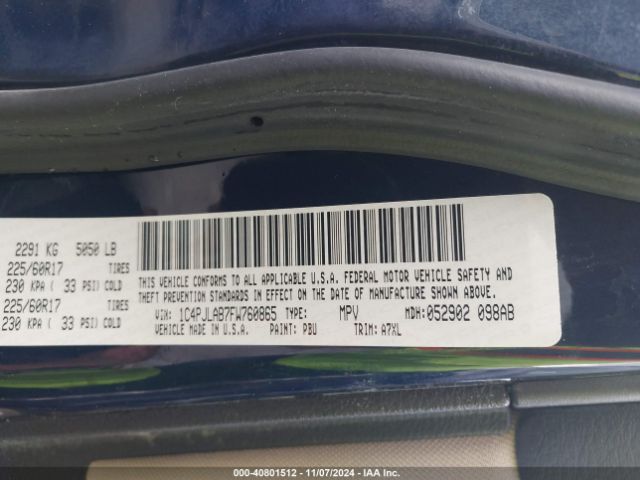 2291 KG 5050 LB
225/60R17 TIRES
230 KPA ( 33 PSI) COLD
225/60R17 TIRES
230 KPA ( 33 PSI) COLD
THIS VEHICLE CONFORMS TO ALL APPLICABLE U.S.A. FEDERAL MOTOR VEHICLE SAFETY AND
THEFT PREVENTION STANDARDS IN EFFECT ON THE DATE OF MANUFACTURE SHOWN ABOVE.
VIN: 1C4PJLAB7FW760865 TYPE: MPV MDH: 052902 098AB
VEHICLE MADE IN U.S.A. PAINT: PBU TRIM: A7XL
000-40801512 - 11/07/2024 - IAA Inc.